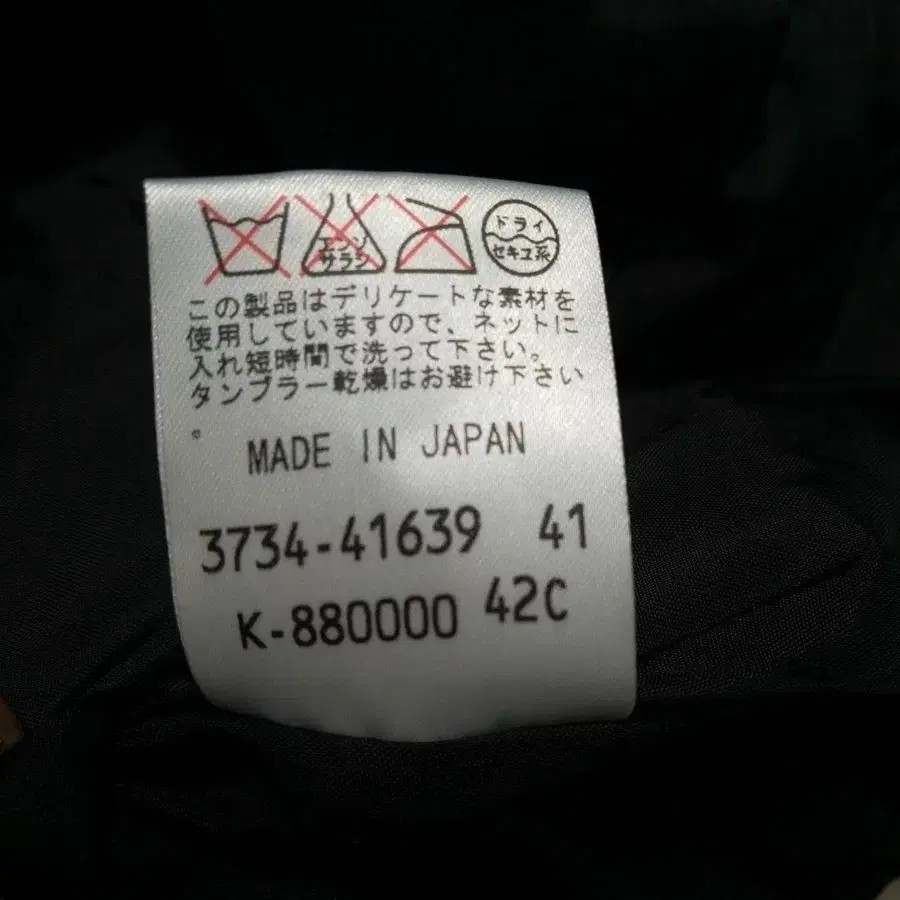 エンソ
サラシ
ドライ
セキユ系
この製品はデリケートな素材を
使用していますので、ネットに
入れ短時間で洗って下さい。
タンブラー乾燥はお避け下さい
。
MADE IN JAPAN
3734-41639 41
K-880000 42C